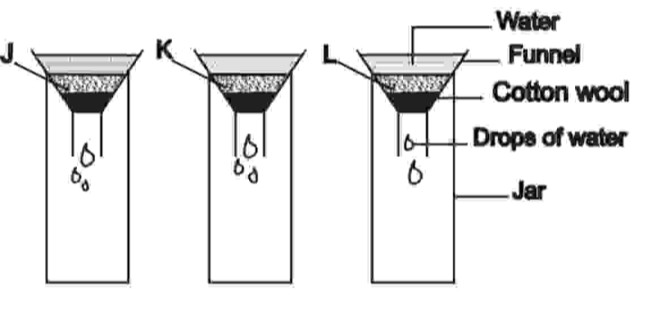 J
K
L
Water
Funnel
Cotton wool
Drops of water
Jar